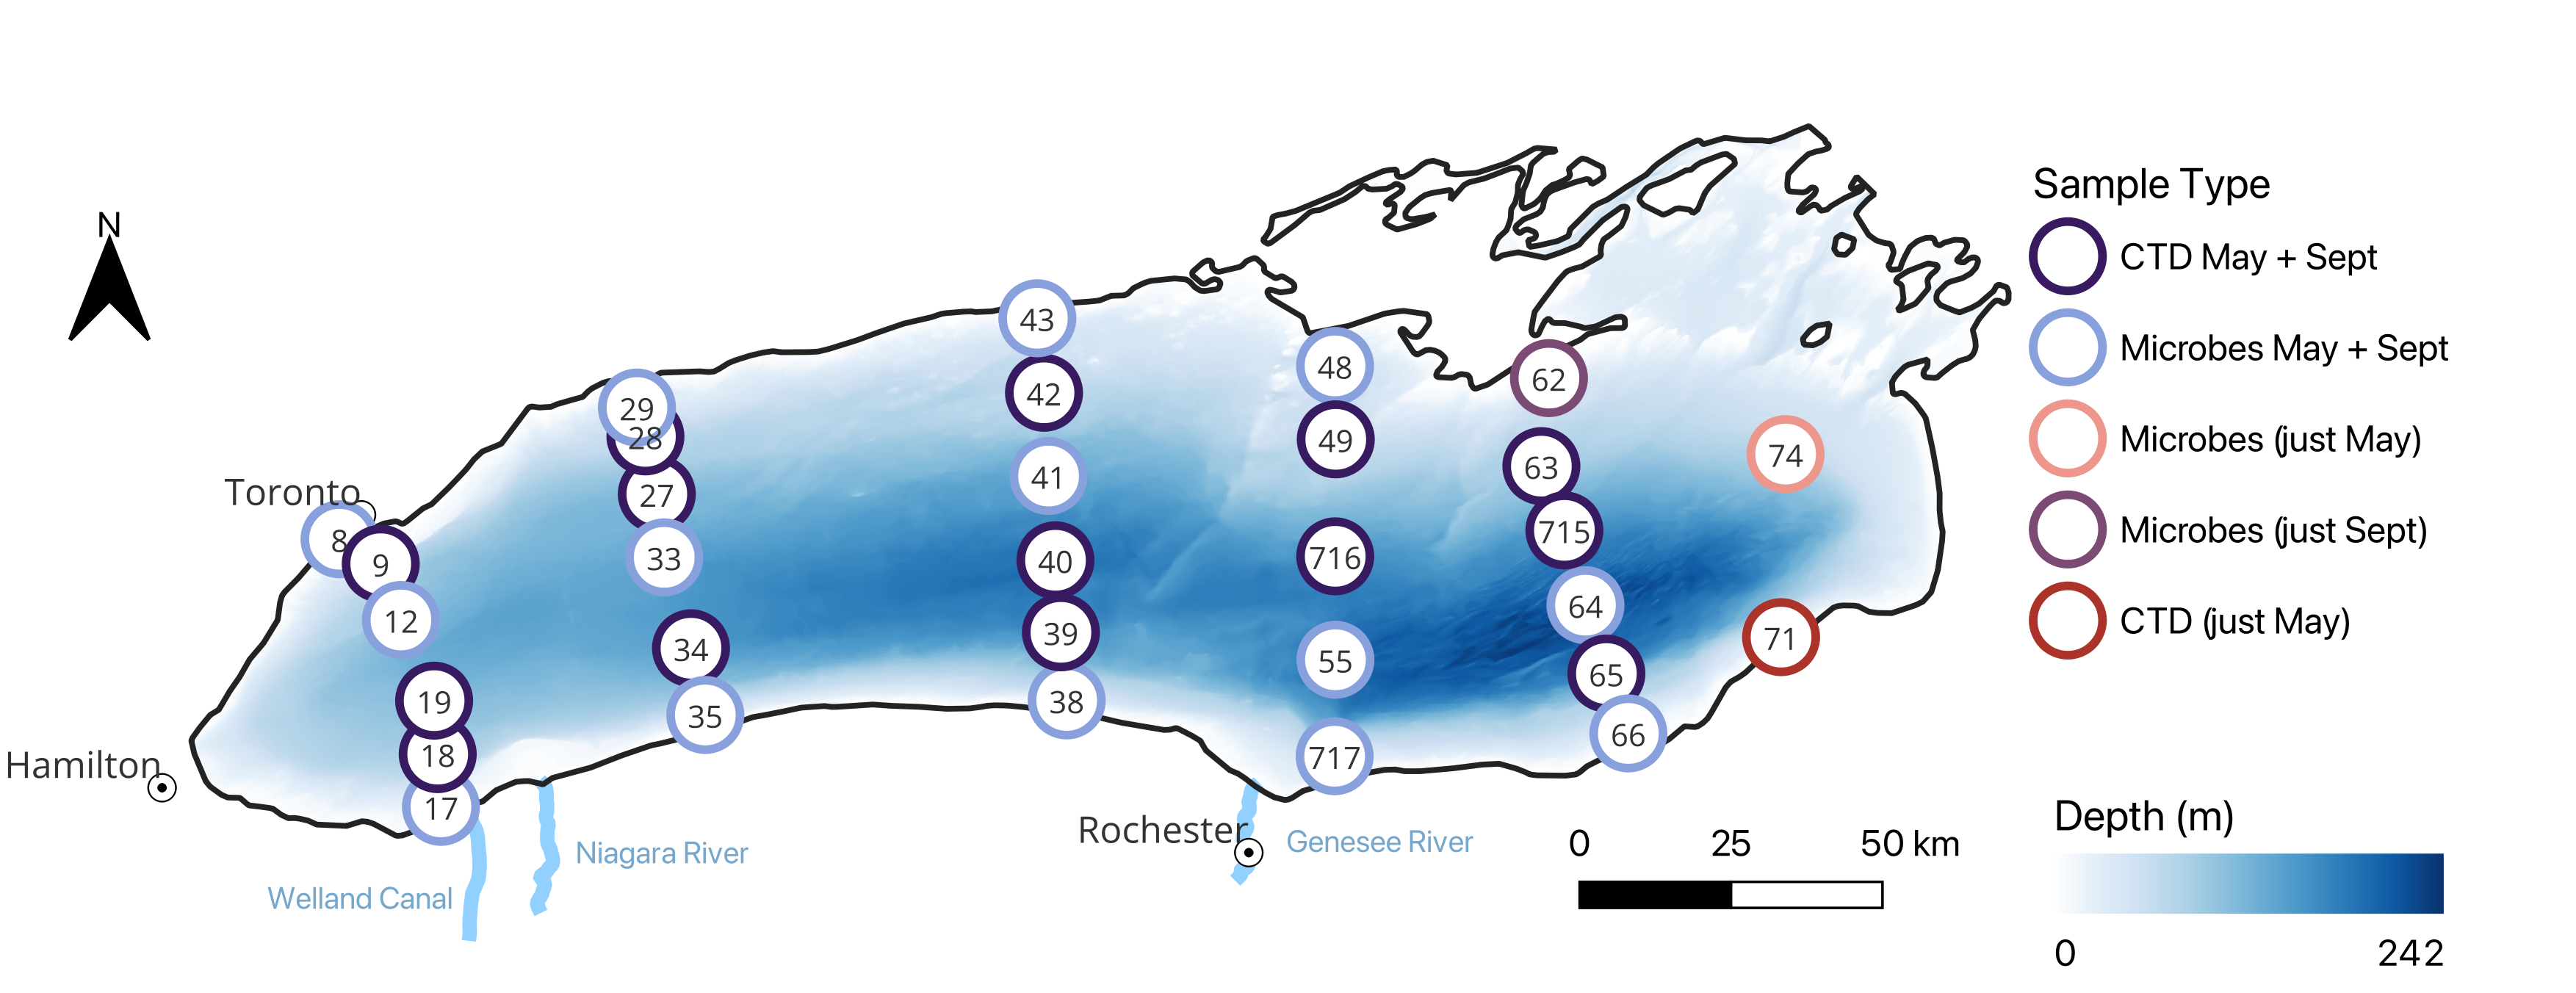 N
Sample Type
CTD May + Sept
Microbes May + Sept
Microbes (just May)
Microbes (just Sept)
CTD (just May)
43
42
41
40
39
38
48
49
716
55
717
62
63
715
64
65
66
74
71
29
28
27
33
34
35
Toronto
8
9
12
19
18
17
Hamilton
Welland Canal
Niagara River
Rochester
Genesee River
0 25 50 km
Depth (m)
0 242